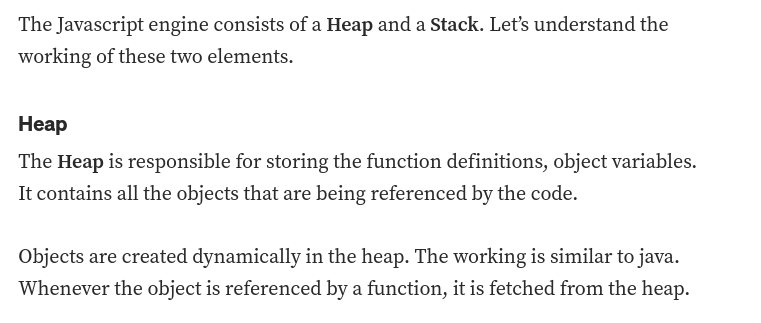 The Javascript engine consists of a Heap and a Stack. Let’s understand the
working of these two elements.
Heap
The Heap is responsible for storing the function definitions, object variables.
It contains all the objects that are being referenced by the code.
Objects are created dynamically in the heap. The working is similar to java.
Whenever the object is referenced by a function, it is fetched from the heap.